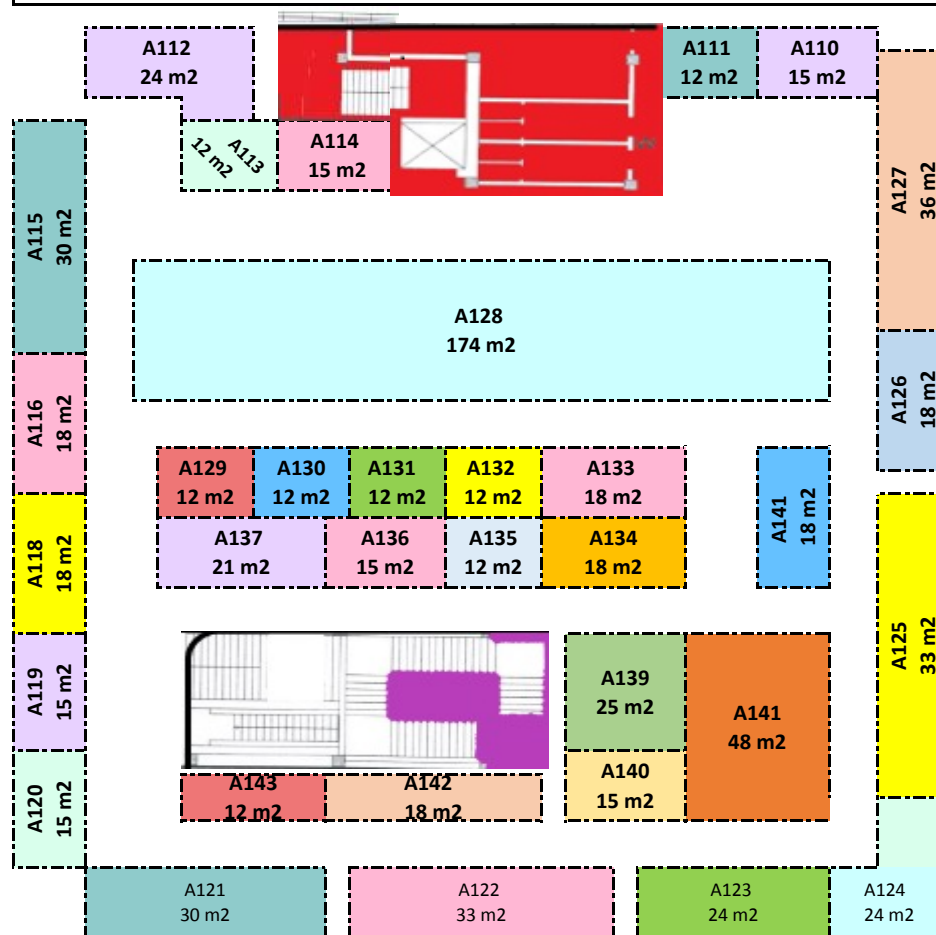 A112
24 m2
A111
12 m2
A110
15 m2
A113
12 m2
A114
15 m2
A127
36 m2
A115
30 m2
A128
174 m2
A126
18 m2
A116
18 m2
A129
12 m2
A130
12 m2
A131
12 m2
A132
12 m2
A133
18 m2
A141
18 m2
A137
21 m2
A136
15 m2
A135
12 m2
A134
18 m2
A118
18 m2
A125
33 m2
A119
15 m2
A139
25 m2
A141
48 m2
A140
15 m2
A120
15 m2
A143
12 m2
A142
18 m2
A121
30 m2
A122
33 m2
A123
24 m2
A124
24 m2